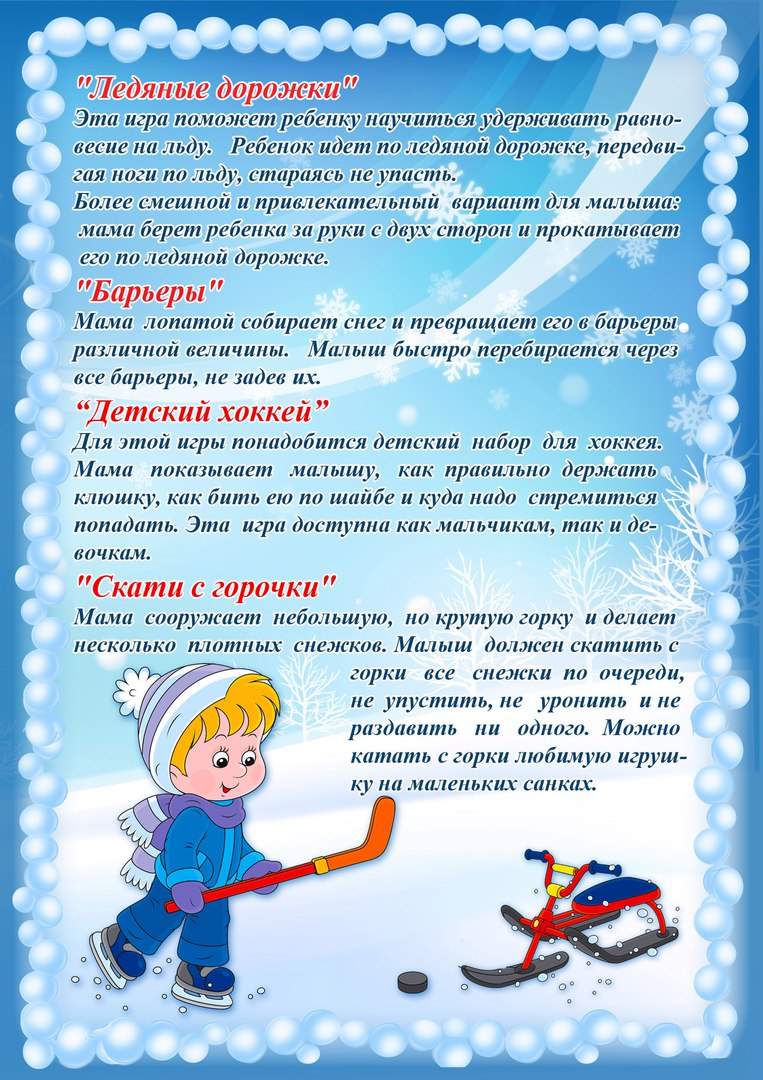 "Ледяные дорожки"
Эта игра поможет ребенку научиться удерживать равно-
весие на льду. Ребенок идет по ледяной дорожке, передви-
гая ноги по льду, стараясь не упасть.
Более смешной и привлекательный вариант для малыша:
мама берет ребенка за руки с двух сторон и прокатывает
его по ледяной дорожке.
"Барьеры"
Мама лопатой собирает снег и превращает его в барьеры
различной величины. Малыш быстро перебирается через
все барьеры, не задев их.
“Детский хоккей”
Для этой игры понадобится детский набор для хоккея.
Мама показывает малышу, как правильно держать
клюшку, как бить ею по шайбе и куда надо стремиться
попадать. Эта игра доступна как мальчикам, так и де-
вочкам.
"Скати с горочки"
Мама сооружает небольшую, но крутую горку и делает
несколько плотных снежков. Малыш должен скатить с
горки все снежки по очереди,
не упустить, не уронить и не
раздавить ни одного. Можно
катать с горки любимую игруш-
ку на маленьких санках.